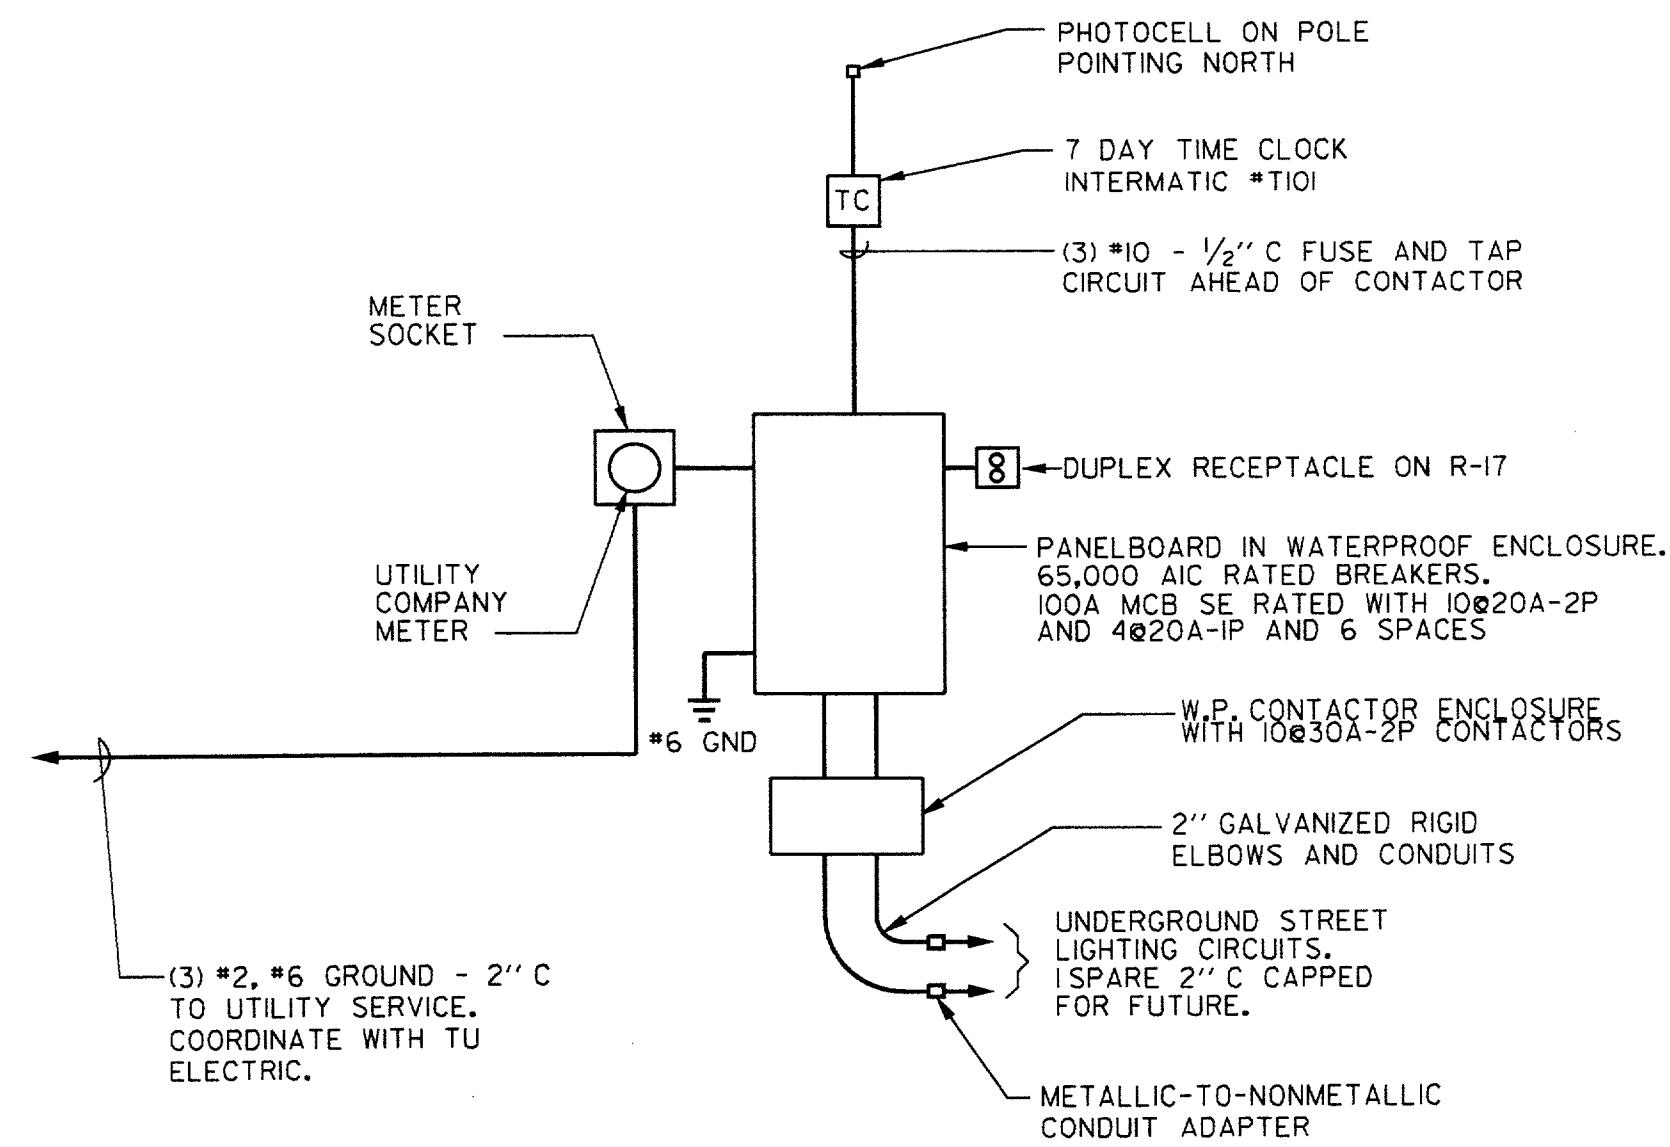 PHOTOCELL ON POLE
POINTING NORTH
7 DAY TIME CLOCK
INTERMATIC #T101
TC
(3) #10 - 1/2" C FUSE AND TAP
CIRCUIT AHEAD OF CONTACTOR
METER
SOCKET
DUPLEX RECEPTACLE ON R-17
PANELBOARD IN WATERPROOF ENCLOSURE.
65,000 AIC RATED BREAKERS.
100A MCB SE RATED WITH 10@20A-2P
AND 4@20A-1P AND 6 SPACES
UTILITY
COMPANY
METER
#6 GND
W.P. CONTACTOR ENCLOSURE
WITH 10@30A-2P CONTACTORS
2" GALVANIZED RIGID
ELBOWS AND CONDUITS
UNDERGROUND STREET
LIGHTING CIRCUITS.
1 SPARE 2" C CAPPED
FOR FUTURE.
(3) #2, #6 GROUND - 2" C
TO UTILITY SERVICE.
COORDINATE WITH TU
ELECTRIC.
METALLIC-TO-NONMETALLIC
CONDUIT ADAPTER